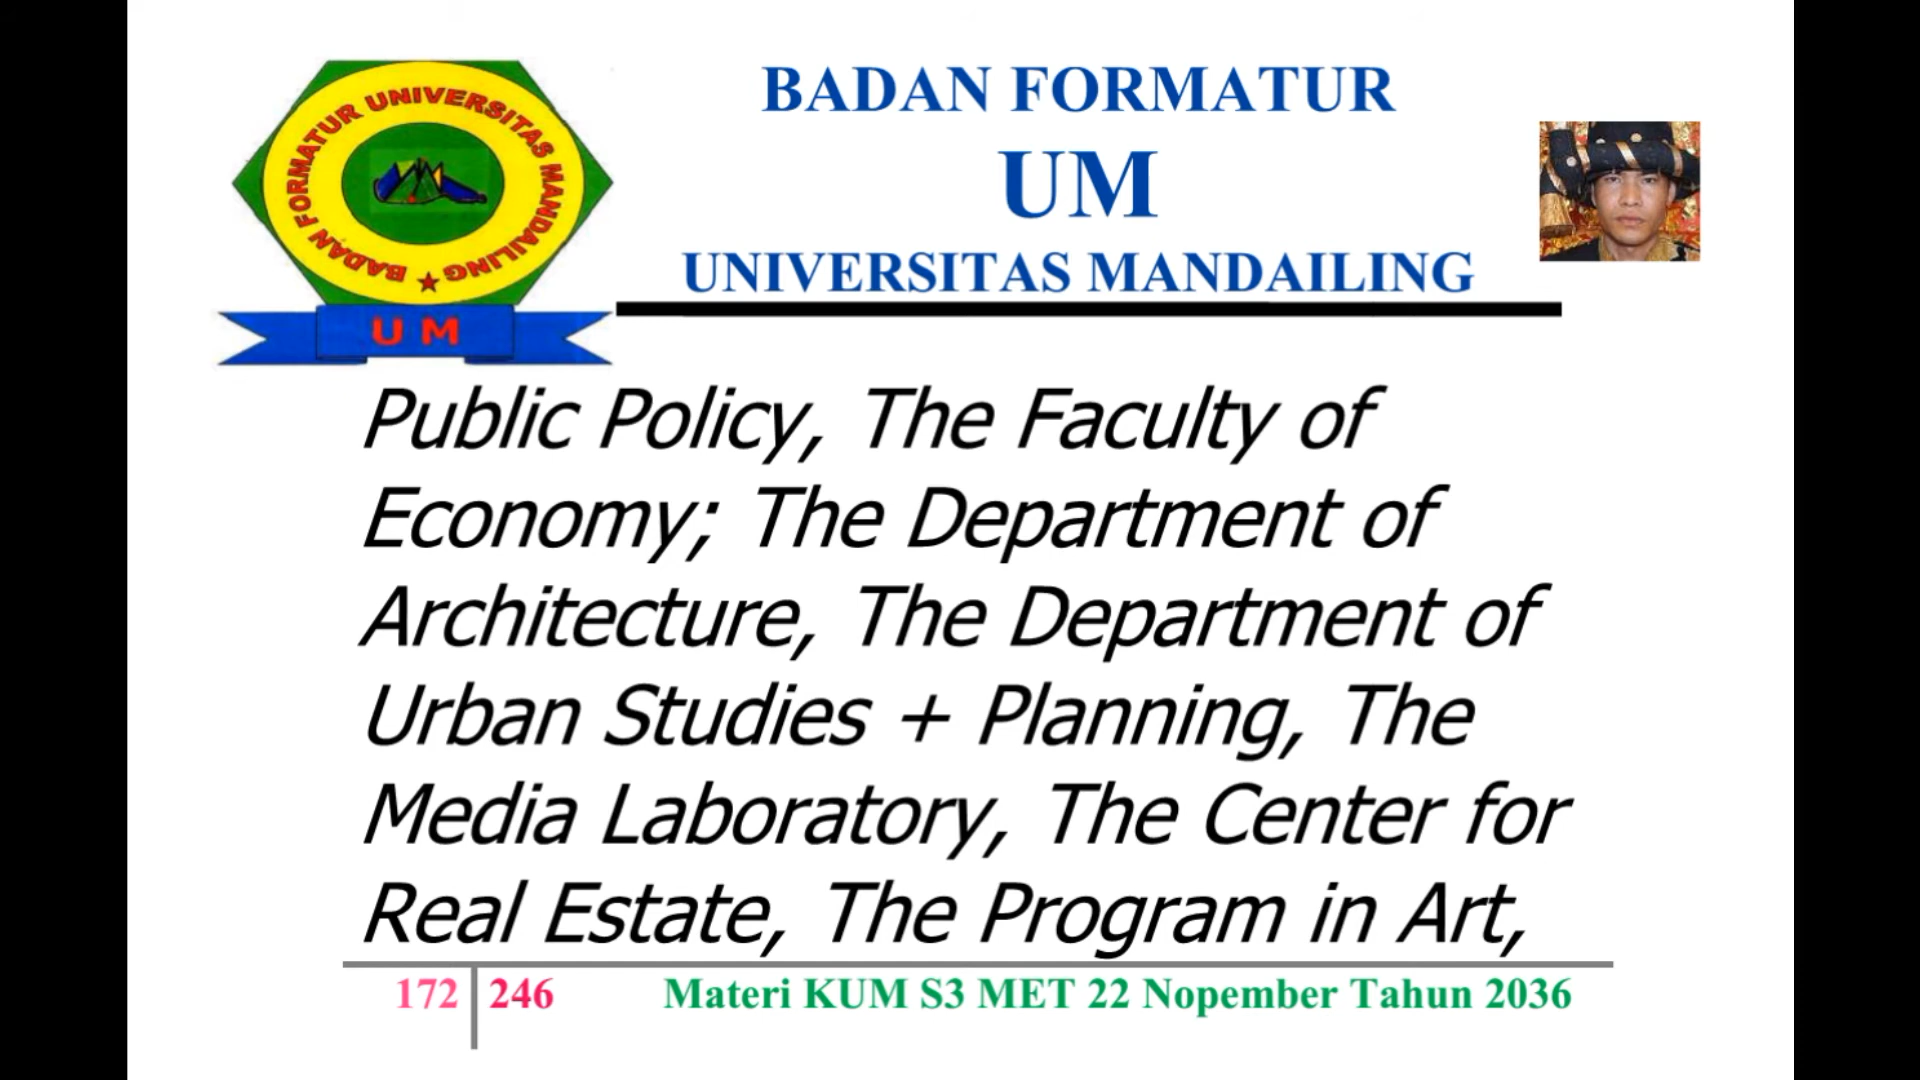 BADAN FORMATUR UNIVERSITAS MANDAILING
UM
BADAN FORMATUR
UM
UNIVERSITAS MANDAILING
Public Policy, The Faculty of
Economy; The Department of
Architecture, The Department of
Urban Studies + Planning, The
Media Laboratory, The Center for
Real Estate, The Program in Art,
172 246 Materi KUM S3 MET 22 Nopember Tahun 2036